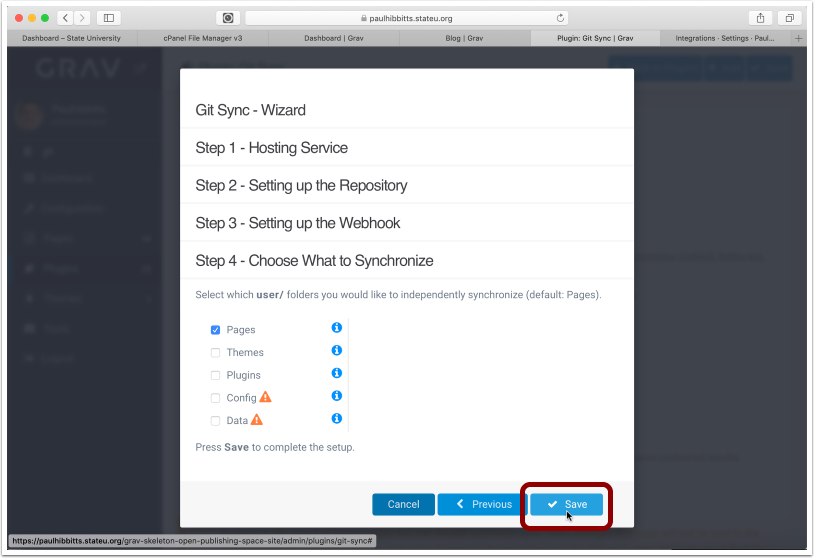 paulhibbitts.stateu.org
Dashboard – State University
cPanel File Manager v3
Dashboard | Grav
Blog | Grav
Plugin: Git Sync | Grav
Integrations · Settings · Paul...
GRAV
Git Sync - Wizard
Step 1 - Hosting Service
Step 2 - Setting up the Repository
Step 3 - Setting up the Webhook
Step 4 - Choose What to Synchronize
Select which user/ folders you would like to independently synchronize (default: Pages).
Pages
Themes
Plugins
Config
Data
Press Save to complete the setup.
Cancel
Previous
Save
https://paulhibbitts.stateu.org/grav-skeleton-open-publishing-space-site/admin/plugins/git-sync#